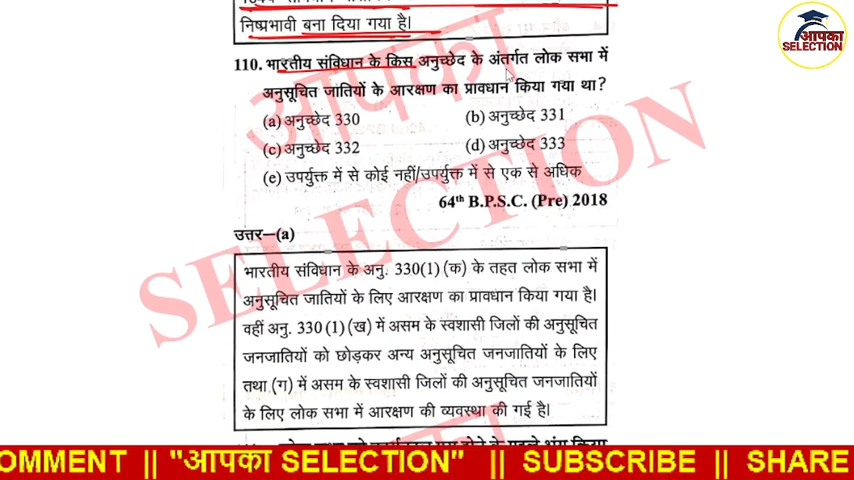 निष्प्रभावी बना दिया गया है।
आपका
SELECTION
110. भारतीय संविधान के किस अनुच्छेद के अंतर्गत लोक सभा में
अनुसूचित जातियों के आरक्षण का प्रावधान किया गया था?
(a) अनुच्छेद 330 (b) अनुच्छेद 331
(c) अनुच्छेद 332 (d) अनुच्छेद 333
(e) उपर्युक्त में से कोई नहीं/उपर्युक्त में से एक से अधिक
64th B.P.S.C. (Pre) 2018
उत्तर—(a)
भारतीय संविधान के अनु. 330(1) (क) के तहत लोक सभा में
अनुसूचित जातियों के लिए आरक्षण का प्रावधान किया गया है।
वहीं अनु. 330 (1) (ख) में असम के स्वशासी जिलों की अनुसूचित
जनजातियों को छोड़कर अन्य अनुसूचित जनजातियों के लिए
तथा (ग) में असम के स्वशासी जिलों की अनुसूचित जनजातियों
के लिए लोक सभा में आरक्षण की व्यवस्था की गई है।
आपका
SELECTION
OMMENT || "आपका SELECTION" || SUBSCRIBE || SHARE